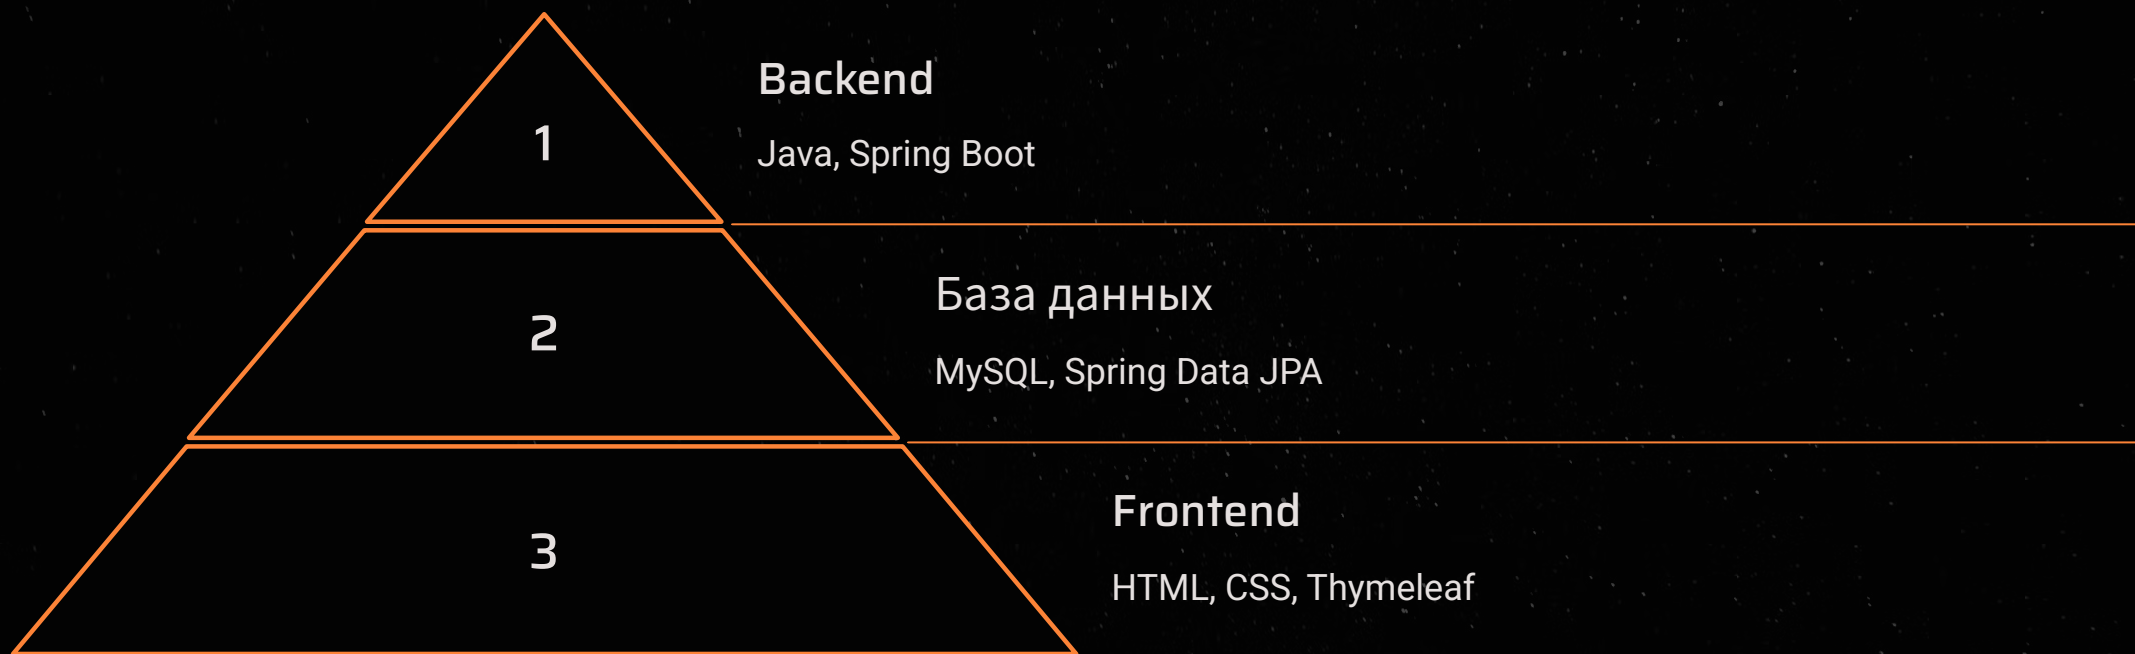 1
Backend
Java, Spring Boot
2
База данных
MySQL, Spring Data JPA
3
Frontend
HTML, CSS, Thymeleaf